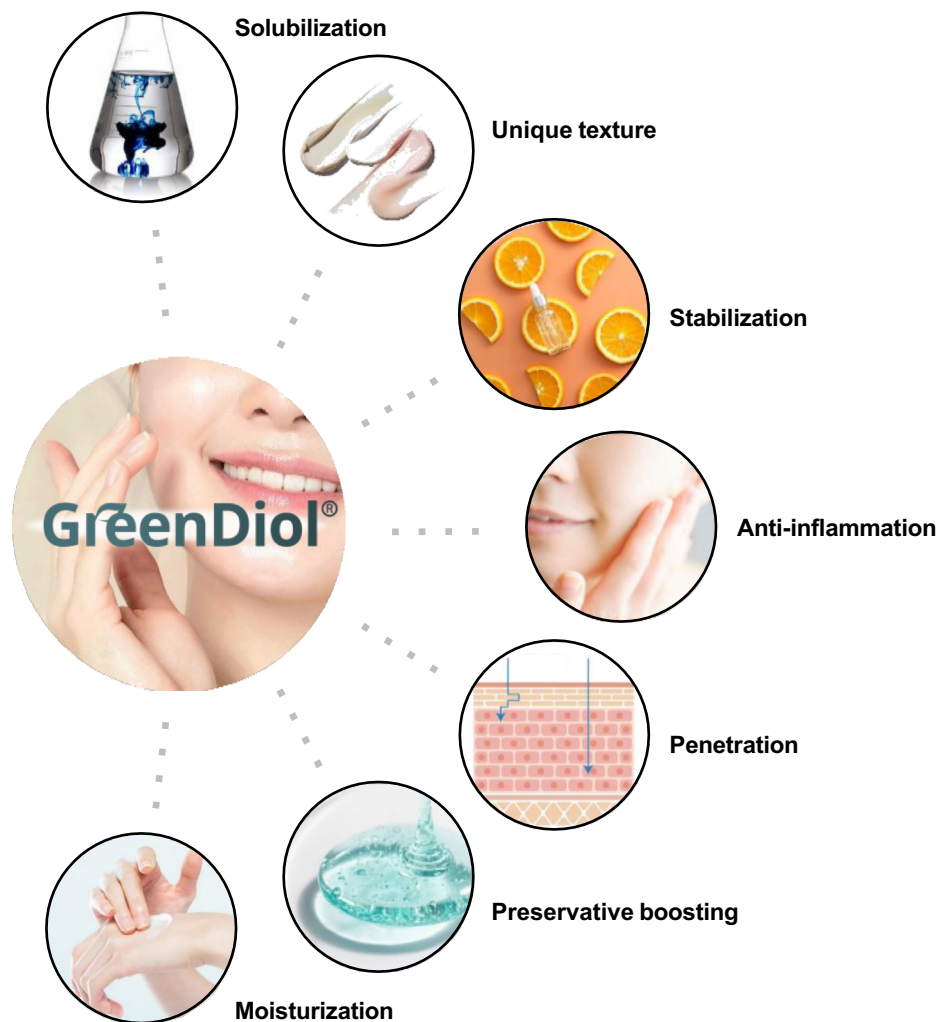 Solubilization
Unique texture
Stabilization
GreenDiol®
Anti-inflammation
Penetration
Preservative boosting
Moisturization